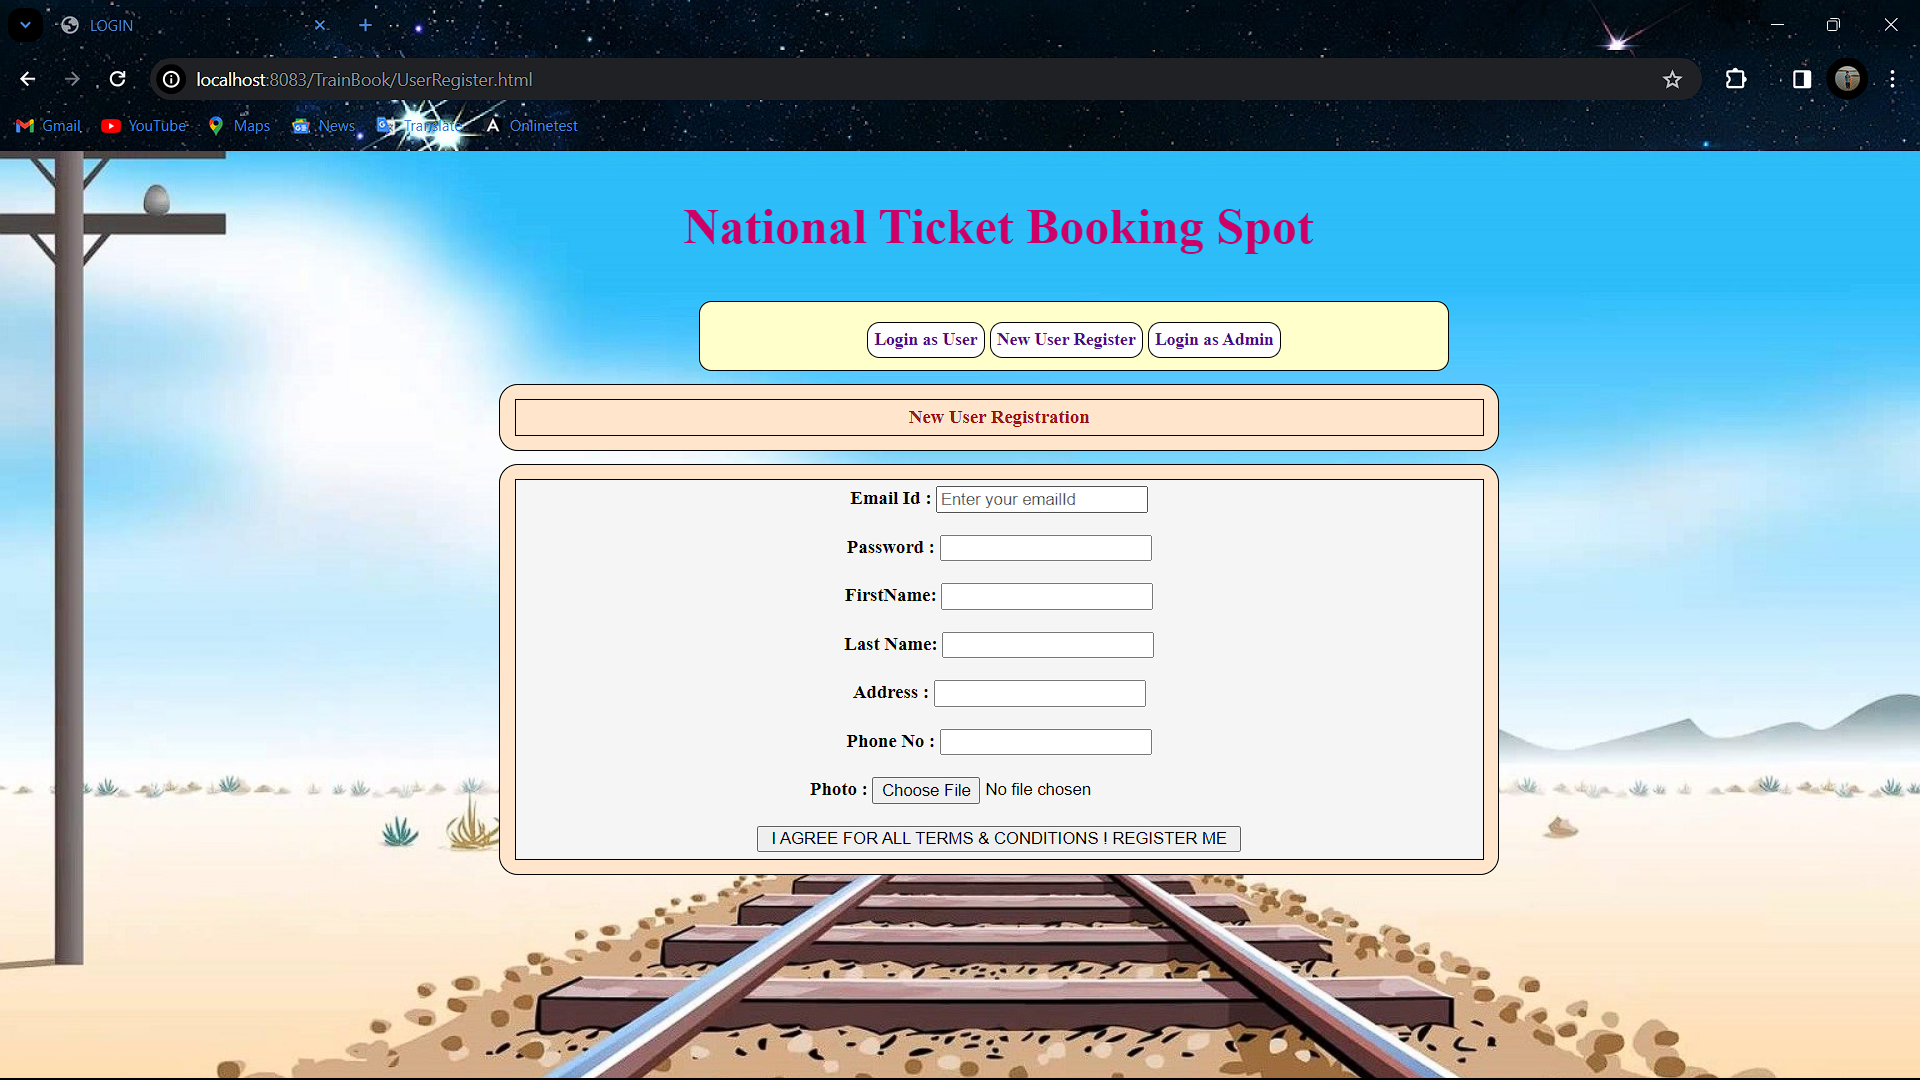 LOGIN
localhost:8083/TrainBook/UserRegister.html
Gmail YouTube Maps News Translate Onlinetest
National Ticket Booking Spot
Login as User New User Register Login as Admin
New User Registration
Email Id : Enter your emailId
Password :
FirstName:
Last Name:
Address :
Phone No :
Photo : Choose File No file chosen
I AGREE FOR ALL TERMS & CONDITIONS ! REGISTER ME